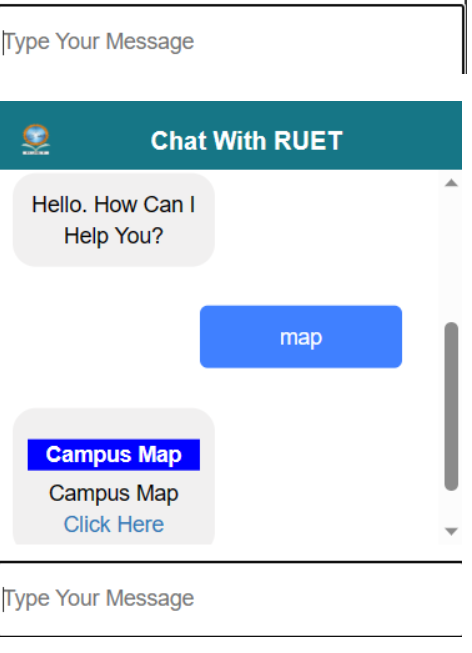 Type Your Message
Chat With RUET
Hello. How Can I
Help You?
map
Campus Map
Campus Map
Click Here
Type Your Message